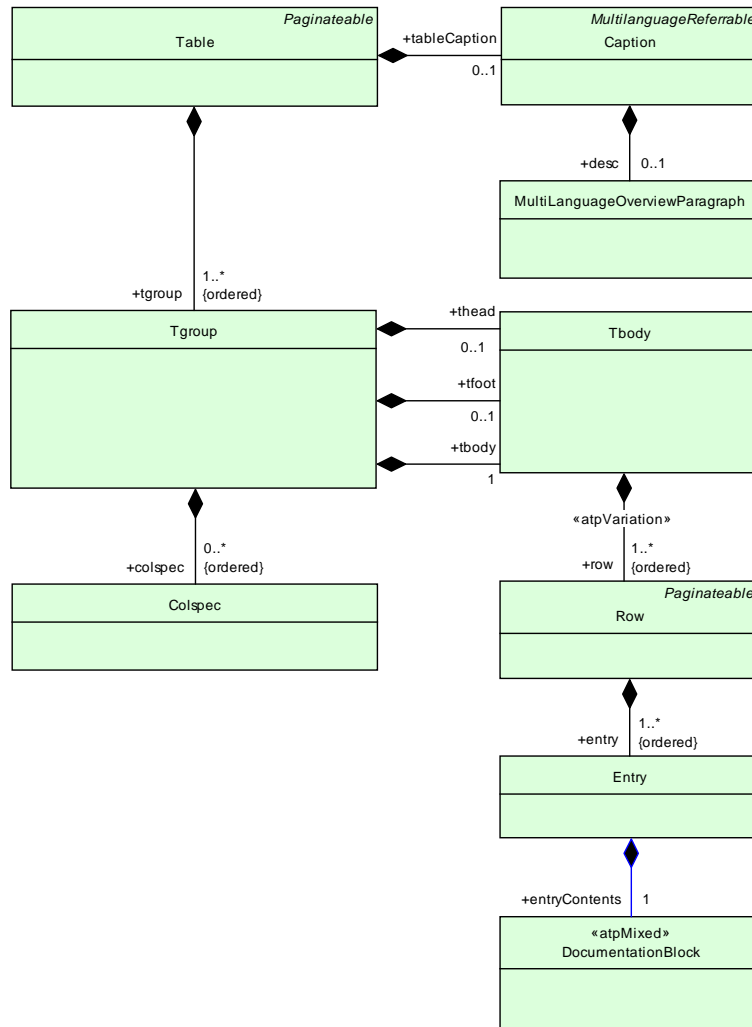 Paginateable
Table
+tableCaption
0..1
MultilanguageReferrable
Caption
+desc 0..1
MultiLanguageOverviewParagraph
1..*
+tgroup {ordered}
Tgroup
+thead
0..1
+tfoot
0..1
+tbody
1
Tbody
«atpVariation»
0..*
+colspec {ordered}
1..*
+row {ordered}
Colspec
Paginateable
Row
1..*
+entry {ordered}
Entry
+entryContents 1
«atpMixed»
DocumentationBlock